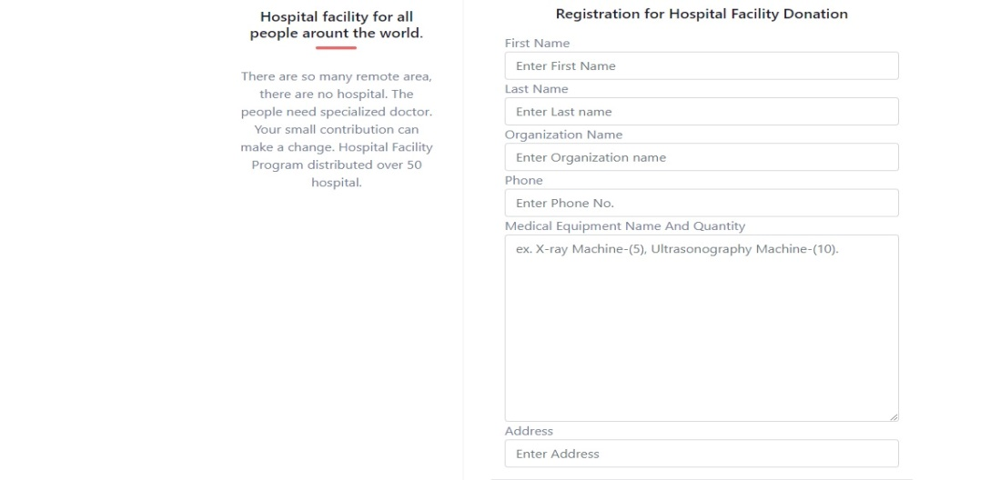 Hospital facility for all
people arount the world.
There are so many remote area,
there are no hospital. The
people need specialized doctor.
Your small contribution can
make a change. Hospital Facility
Program distributed over 50
hospital.
Registration for Hospital Facility Donation
First Name
Enter First Name
Last Name
Enter Last name
Organization Name
Enter Organization name
Phone
Enter Phone No.
Medical Equipment Name And Quantity
ex. X-ray Machine-(5), Ultrasonography Machine-(10).
Address
Enter Address